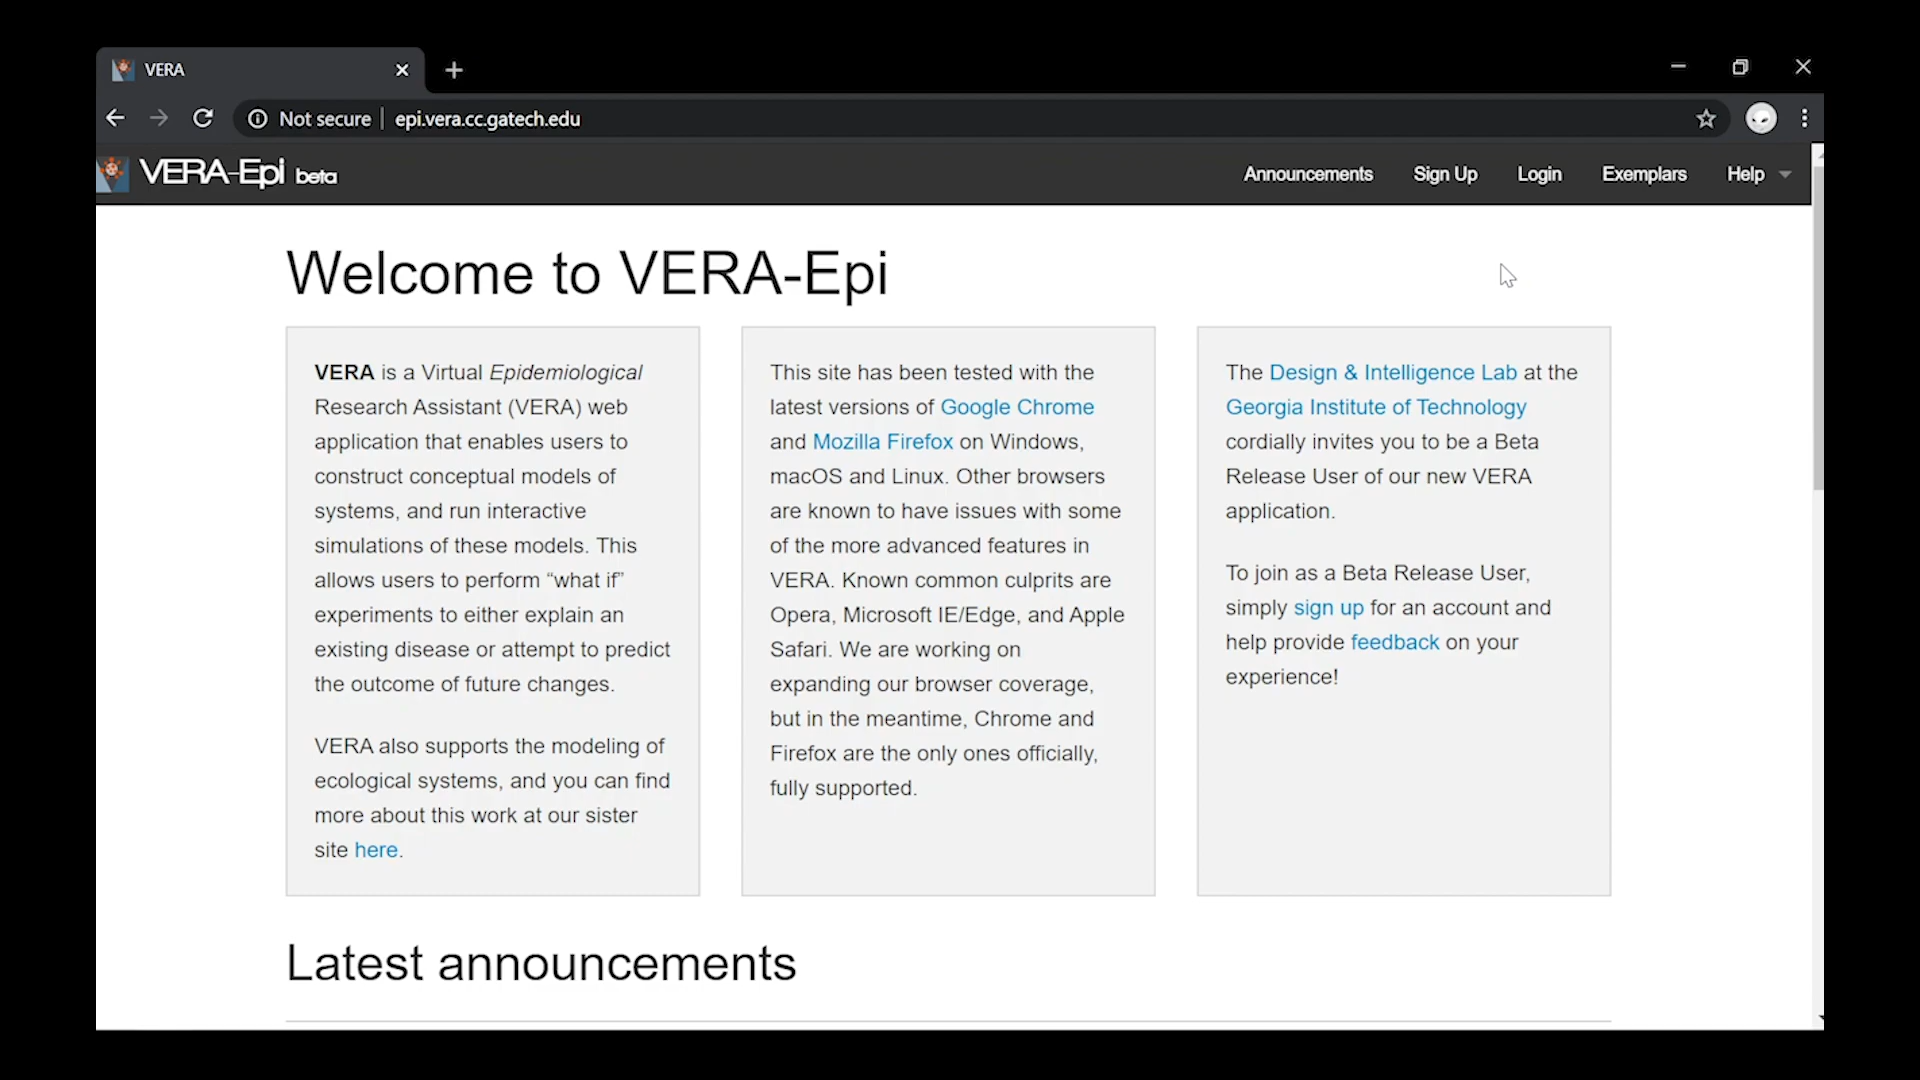 VERA
Not secure epi.vera.cc.gatech.edu
VERA-Epi beta
Announcements Sign Up Login Exemplars Help
Welcome to VERA-Epi
VERA is a Virtual Epidemiological
Research Assistant (VERA) web
application that enables users to
construct conceptual models of
systems, and run interactive
simulations of these models. This
allows users to perform “what if”
experiments to either explain an
existing disease or attempt to predict
the outcome of future changes.
VERA also supports the modeling of
ecological systems, and you can find
more about this work at our sister
site here.
This site has been tested with the
latest versions of Google Chrome
and Mozilla Firefox on Windows,
macOS and Linux. Other browsers
are known to have issues with some
of the more advanced features in
VERA. Known common culprits are
Opera, Microsoft IE/Edge, and Apple
Safari. We are working on
expanding our browser coverage,
but in the meantime, Chrome and
Firefox are the only ones officially,
fully supported.
The Design & Intelligence Lab at the
Georgia Institute of Technology
cordially invites you to be a Beta
Release User of our new VERA
application.
To join as a Beta Release User,
simply sign up for an account and
help provide feedback on your
experience!
Latest announcements